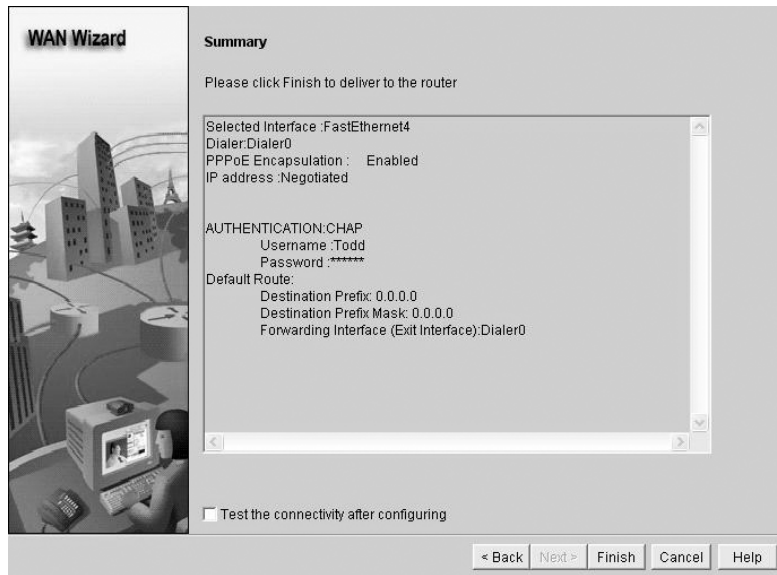 WAN Wizard
Summary
Please click Finish to deliver to the router
Selected Interface :FastEthernet4
Dialer:Dialer0
PPPoE Encapsulation :    Enabled
IP address :Negotiated
AUTHENTICATION:CHAP
Username :Todd
Password :******
Default Route:
Destination Prefix: 0.0.0.0
Destination Prefix Mask: 0.0.0.0
Forwarding Interface (Exit Interface):Dialer0
Test the connectivity after configuring
< Back Next > Finish Cancel Help